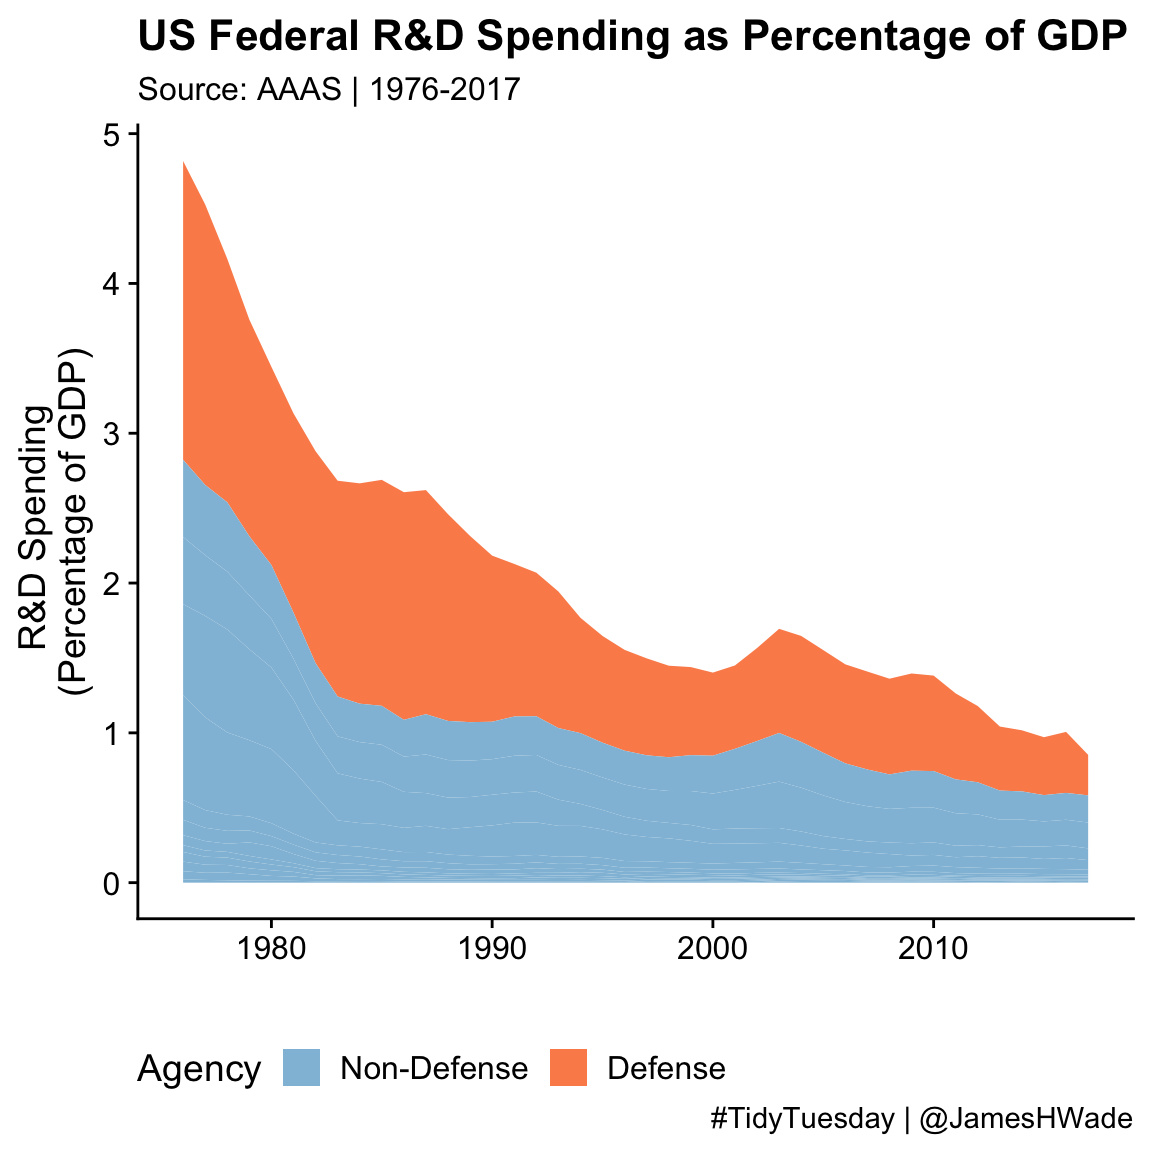 US Federal R&D Spending as Percentage of GDP
Source: AAAS | 1976-2017
5
4
3
2
1
0
R&D Spending
(Percentage of GDP)
1980 1990 2000 2010
Agency Non-Defense Defense
#TidyTuesday | @JamesHWade